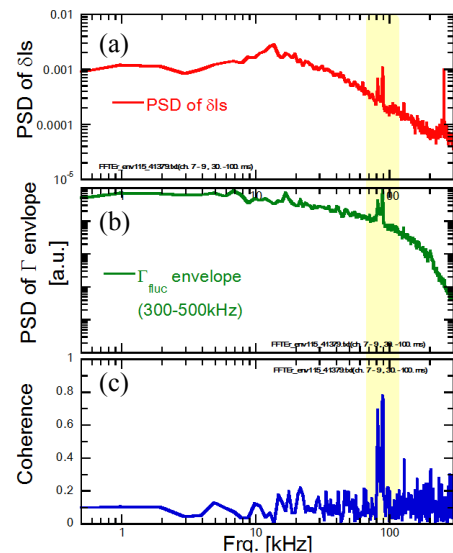 0.01
(a)
0.001
PSD of δIs
PSD of δIs
0.0001
FFTEr_env115_41379.txt(ch. 7 - 9 , 30. -100. ms)
10⁻⁵
1
10
(b)
PSD of Γ envlope
[a.u.]
Γfluc envelope
(300-500kHz)
FFTEr_env115_41379.txt(ch. 7 - 9 , 30. -100. ms)
1
FFTEr_env115_41379.txt(ch. 7 - 9 , 30. -100. ms)
(c)
0.8
0.6
Coherence
0.4
0.2
0
1
10
100
Frq. [kHz]